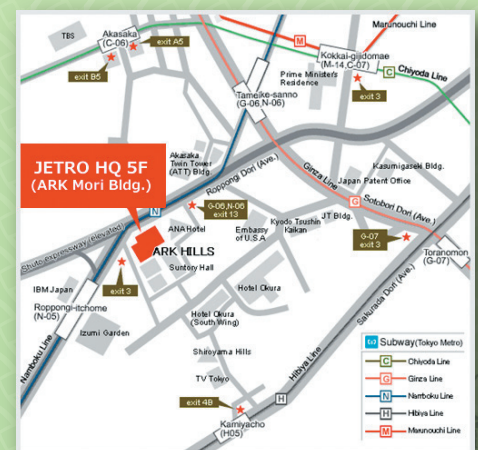 Marunouchi Line
TBS
Akasaka
(C-06)
exit A5
M
exit B5
Kokkai-gijidomae
(M-14, C-07)
C
Chiyoda Line
Prime Minister's
Residence
exit 3
Tameike-sanno
(G-06,N-06)
JETRO HQ 5F
(ARK Mori Bldg.)
Akasaka
Twin Tower
(ATT) Bldg.
Roppongi Dori (Ave.)
Ginza Line
Kasumigaseki Bldg.
Japan Patent Office
G
Sotobori Dori (Ave.)
N
G-06,N-06
exit 13
ANA Hotel
Embassy
of U.S.A
Kyodo Tsushin
Kaikan
JT Bldg.
G-07
exit 3
Toranomon
(G-07)
Shuto expressway (elevated)
ARK HILLS
Suntory Hall
exit 3
IBM Japan
Roppongi-itchome
(N-05)
Hotel Okura
Sakurada Dori (Ave.)
Izumi Garden
Hotel Okura
(South Wing)
Namboku Line
Shiroyama Hills
Hibiya Line
TV Tokyo
exit 4B
H
Kamiyacho
(H05)
Subway(Tokyo Metro)
C Chiyoda Line
G Ginza Line
N Namboku Line
H Hibiya Line
M Marunouchi Line